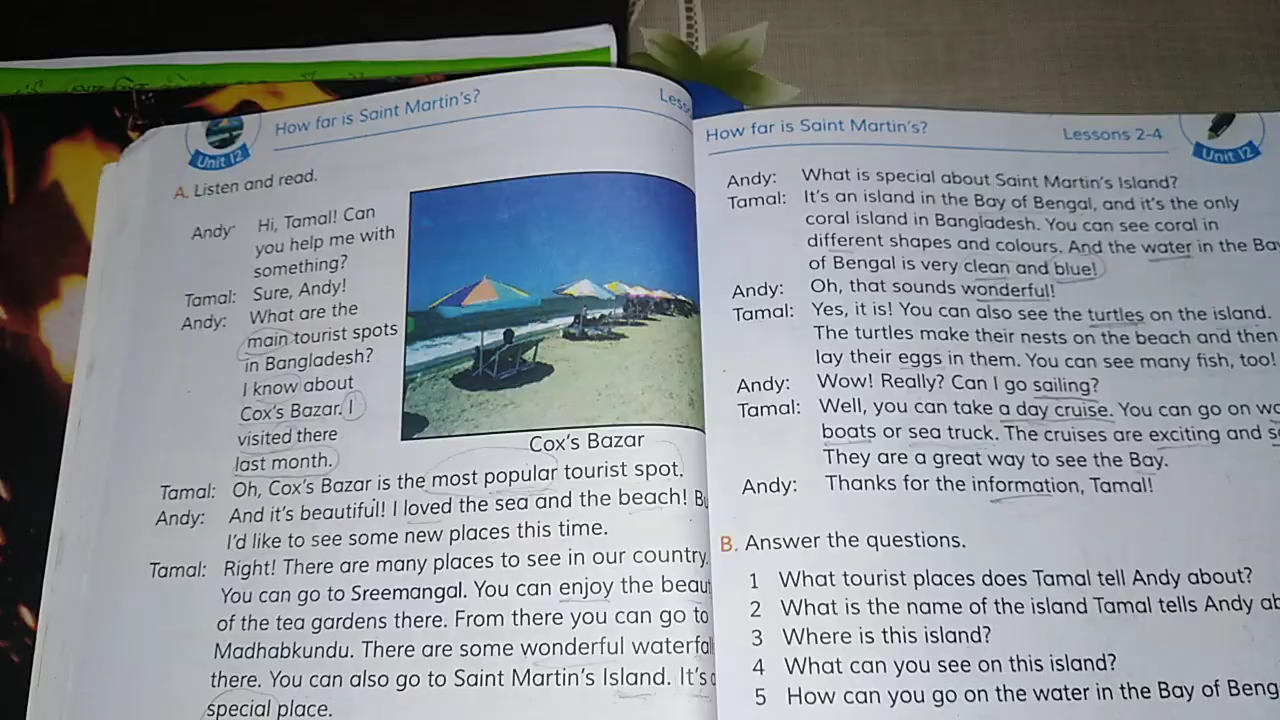 How far is Saint Martin's?
Unit 12
A. Listen and read.
Andy: Hi, Tamal! Can
you help me with
something?
Tamal: Sure, Andy!
Andy: What are the
main tourist spots
in Bangladesh?
I know about
Cox's Bazar. I
visited there
last month.
Cox's Bazar
Tamal: Oh, Cox's Bazar is the most popular tourist spot.
Andy: And it's beautiful! I loved the sea and the beach!
I'd like to see some new places this time.
Tamal: Right! There are many places to see in our country.
You can go to Sreemangal. You can enjoy the
of the tea gardens there. From there you can go to
Madhabkundu. There are some wonderful
there. You can also go to Saint Martin's Island. It's
special place.
How far is Saint Martin's? Lessons 2-4
Unit 12
Andy: What is special about Saint Martin's Island?
Tamal: It's an island in the Bay of Bengal, and it's the only
coral island in Bangladesh. You can see coral in
different shapes and colours. And the water in the
of Bengal is very clean and blue!
Andy: Oh, that sounds wonderful!
Tamal: Yes, it is! You can also see the turtles on the island.
The turtles make their nests on the beach and then
lay their eggs in them. You can see many fish, too!
Andy: Wow! Really? Can I go sailing?
Tamal: Well, you can take a day cruise. You can go on
boats or sea truck. The cruises are exciting and
They are a great way to see the Bay.
Andy: Thanks for the information, Tamal!
B. Answer the questions.
1 What tourist places does Tamal tell Andy about?
2 What is the name of the island Tamal tells Andy
3 Where is this island?
4 What can you see on this island?
5 How can you go on the water in the Bay of